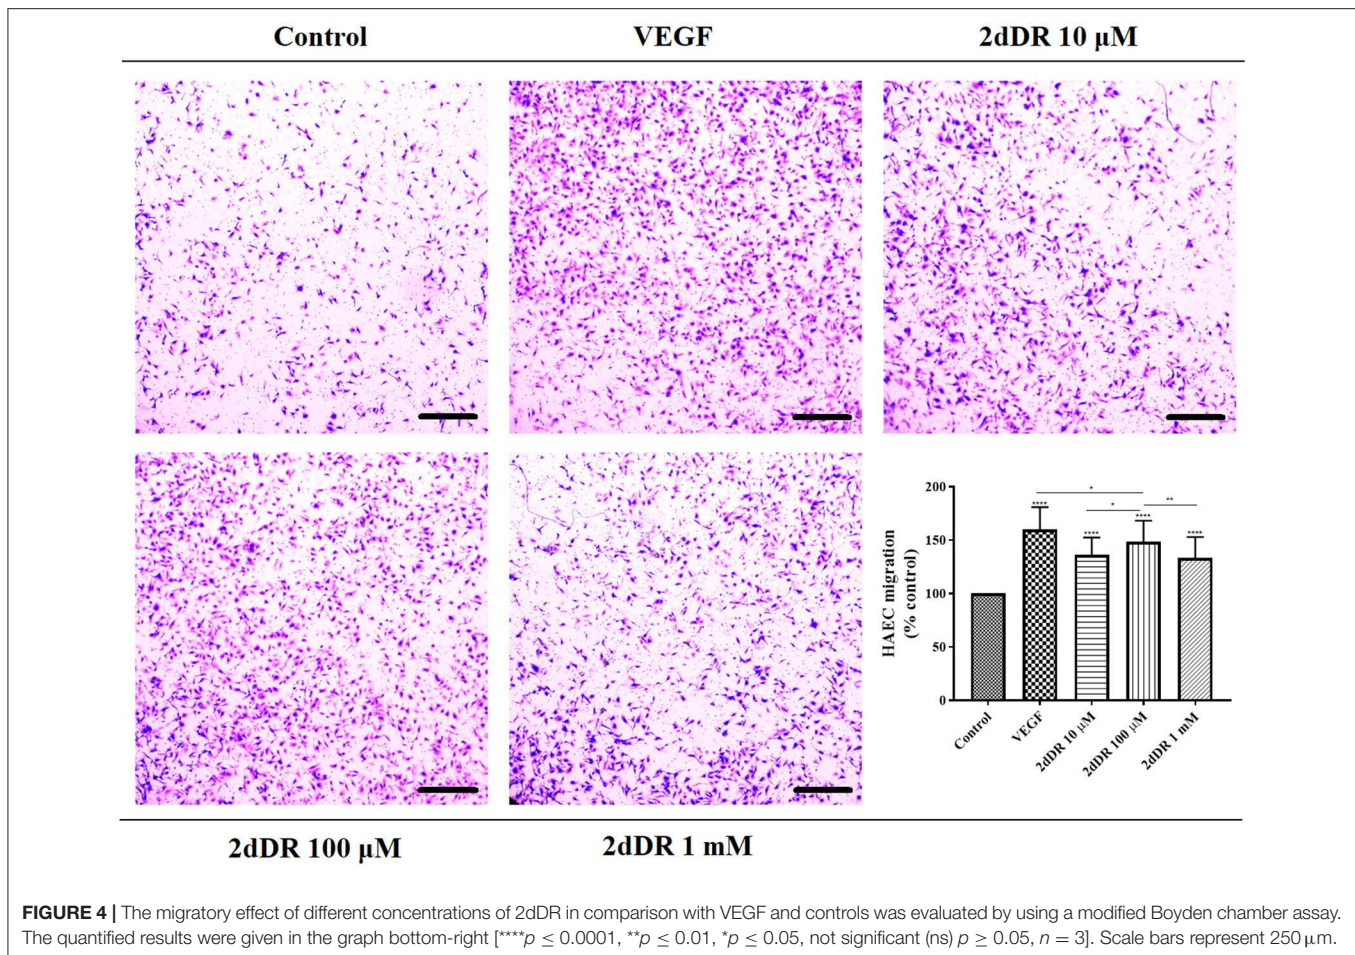 Control VEGF 2dDR 10 μM
2dDR 100 μM 2dDR 1 mM
HAEC migration
(% control)
200
150
100
50
0
* 
* **
**** **** **** ****
Control VEGF 2dDR 10 μM 2dDR 100 μM 2dDR 1 mM
FIGURE 4 | The migratory effect of different concentrations of 2dDR in comparison with VEGF and controls was evaluated by using a modified Boyden chamber assay.
The quantified results were given in the graph bottom-right [****p ≤ 0.0001, **p ≤ 0.01, *p ≤ 0.05, not significant (ns) p ≥ 0.05, n = 3]. Scale bars represent 250 μm.